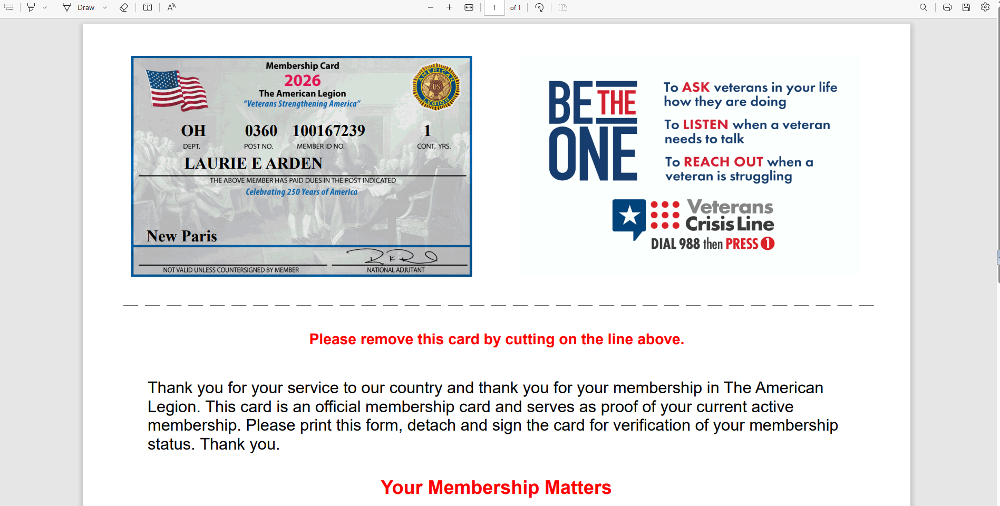 Draw
1
of 1
Membership Card
2026
The American Legion
“Veterans Strengthening America”
AMERICAN
US
LEGION
OH 0360 100167239 1
DEPT. POST NO. MEMBER ID NO. CONT. YRS.
LAURIE E ARDEN
THE ABOVE MEMBER HAS PAID DUES IN THE POST INDICATED
Celebrating 250 Years of America
New Paris
NOT VALID UNLESS COUNTERSIGNED BY MEMBER
NATIONAL ADJUTANT
BE THE
ONE
To ASK veterans in your life
how they are doing
To LISTEN when a veteran
needs to talk
To REACH OUT when a
veteran is struggling
Veterans
Crisis Line
DIAL 988 then PRESS 1
Please remove this card by cutting on the line above.
Thank you for your service to our country and thank you for your membership in The American
Legion. This card is an official membership card and serves as proof of your current active
membership. Please print this form, detach and sign the card for verification of your membership
status. Thank you.
Your Membership Matters